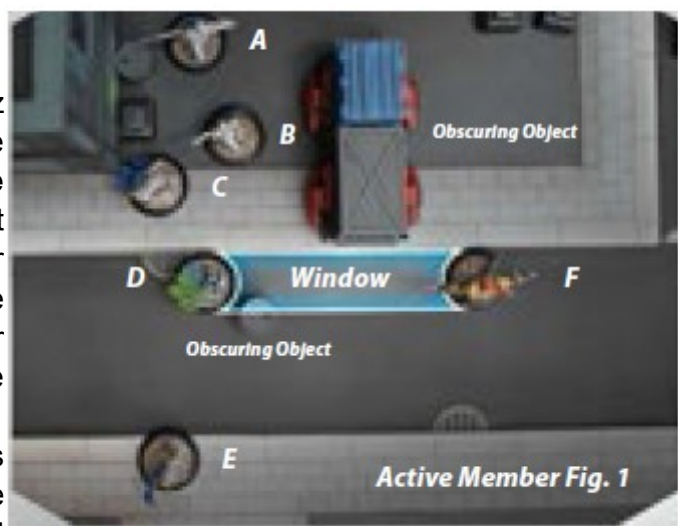 A
B
Obscuring Object
C
D
Window
F
Obscuring Object
E
Active Member Fig. 1